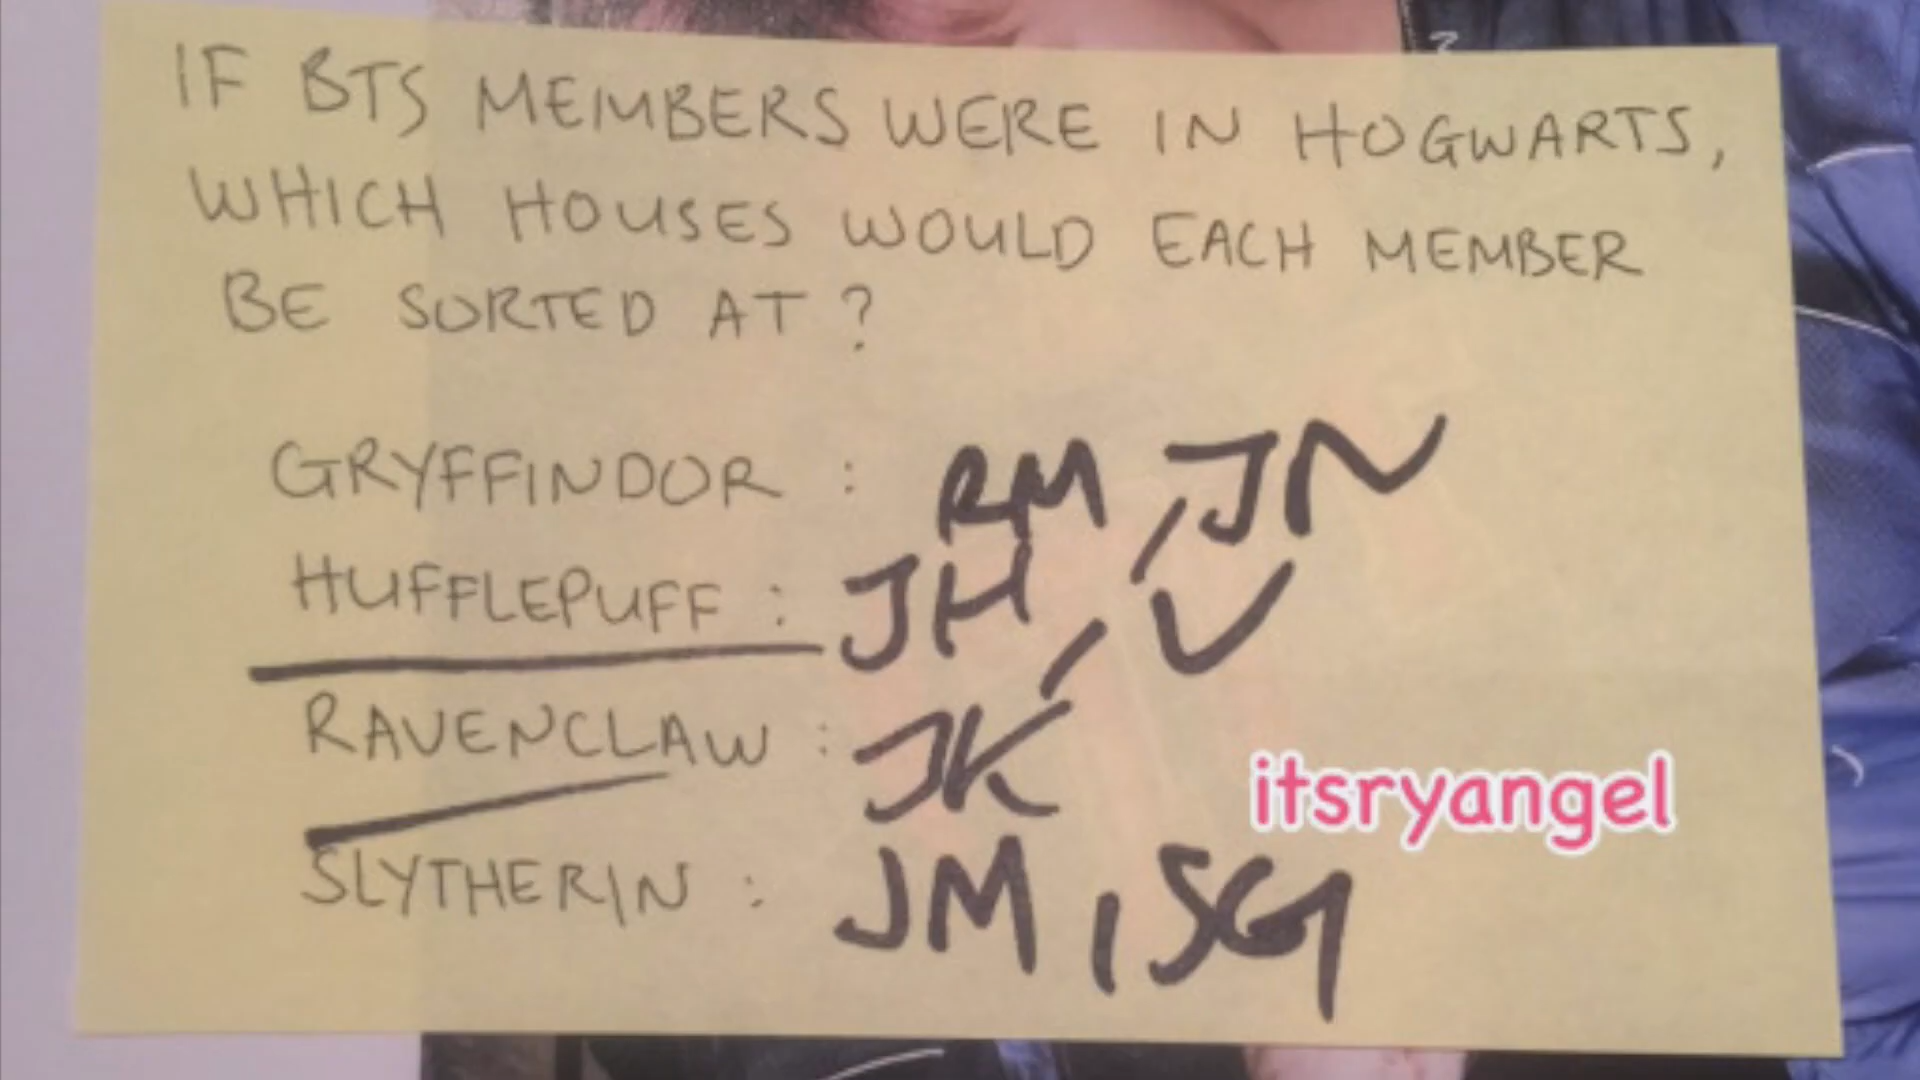 IF BTS MEMBERS WERE IN HOGWARTS,
WHICH HOUSES WOULD EACH MEMBER
BE SORTED AT?
GRYFFINDOR : RM, JN
HUFFLEPUFF : JH, V
RAVENCLAW : JK
SLYTHERIN : JM, SG
itsryangel